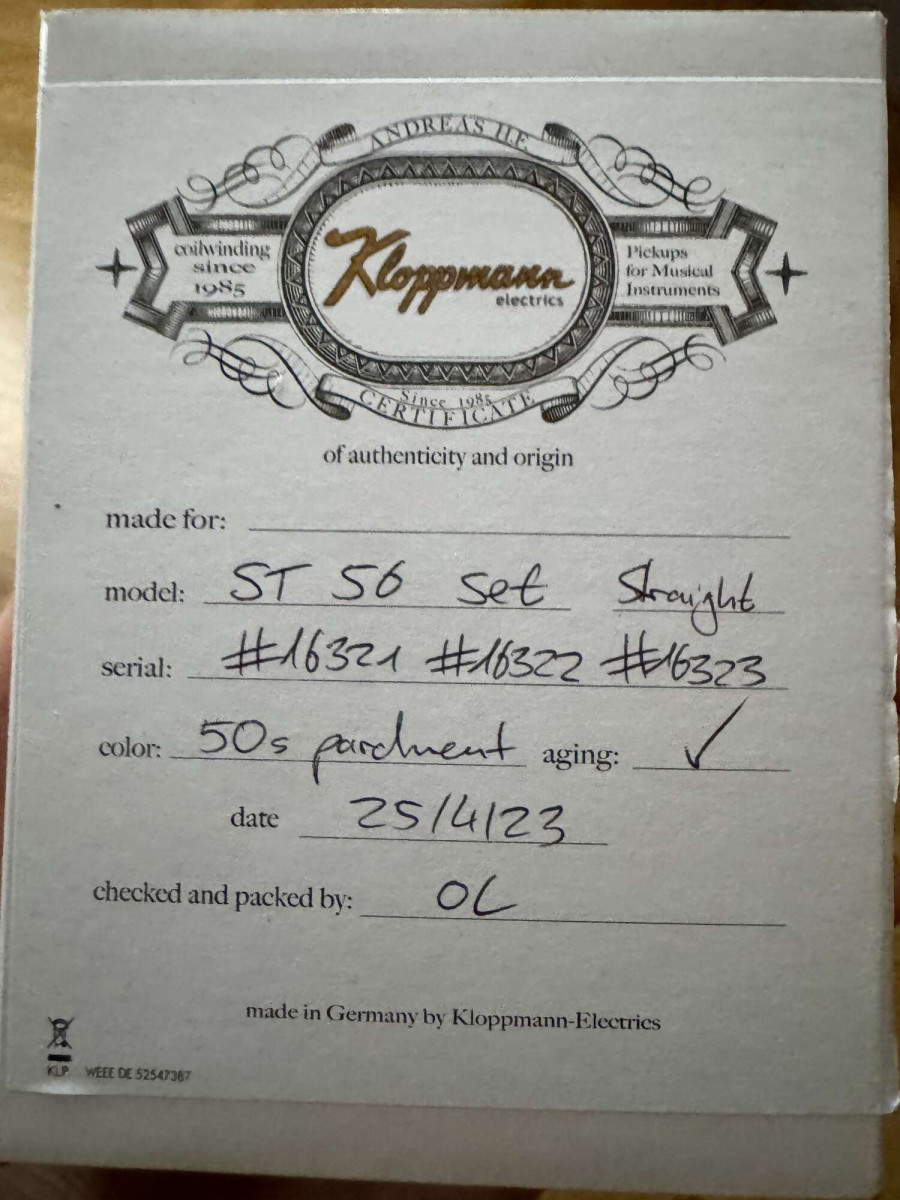 ANDREAS HE
coilwinding
since
1985
Kloppmann
electrics
Pickups
for Musical
Instruments
Since 1985
CERTIFICATE
of authenticity and origin
made for:
model: ST 56 set Straight
serial: #16321 #16322 #16323
color: 50s pardment aging: ✓
date 25/4/23
checked and packed by: OL
made in Germany by Kloppmann-Electrics
KLP WEEE DE 52547367